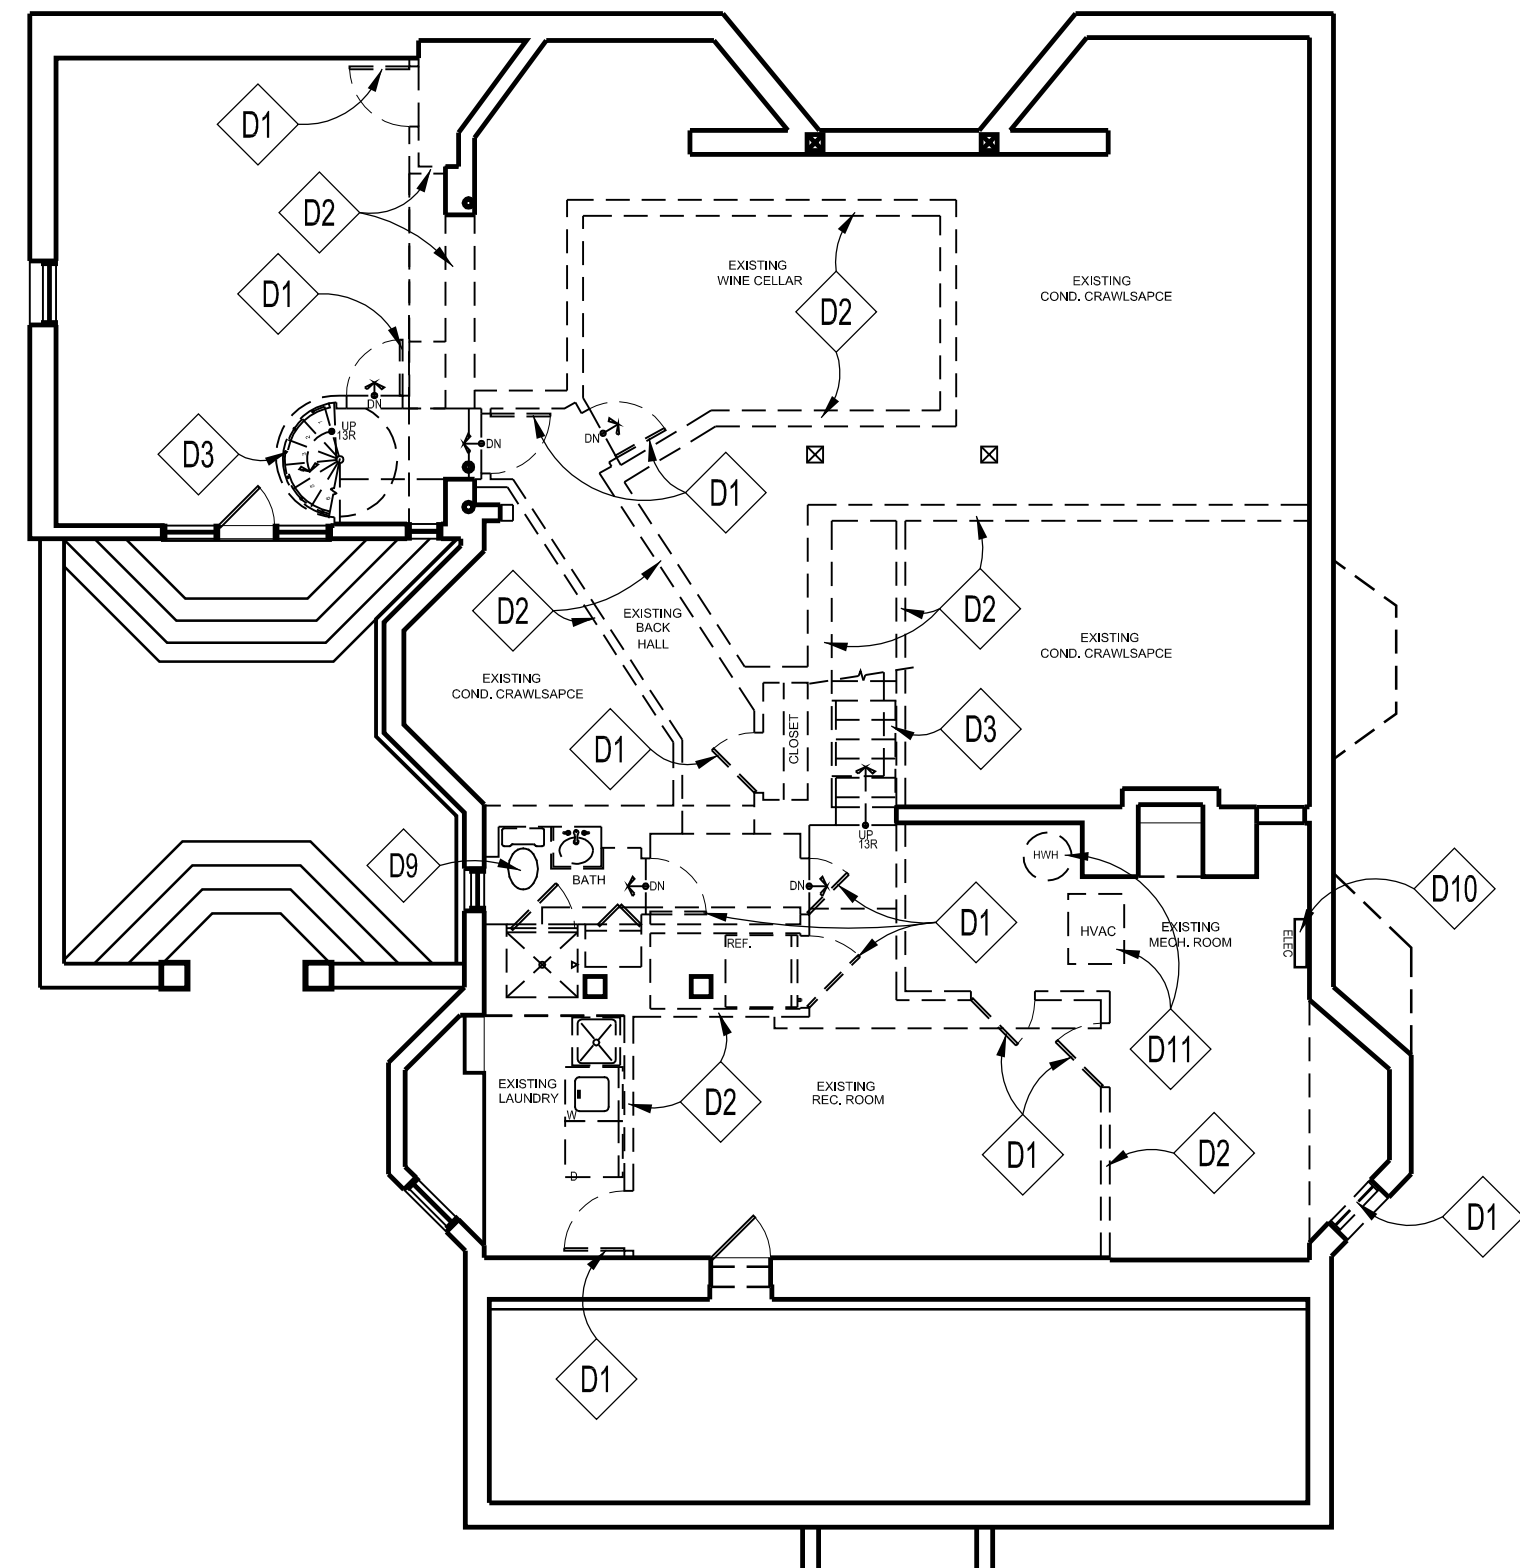 D1
D2
D1
EXISTING
WINE CELLAR
EXISTING
COND. CRAWLSAPCE
D2
DN
UP
13R
D3
DN
DN
D1
D2
EXISTING
BACK
HALL
D2
EXISTING
COND. CRAWLSAPCE
EXISTING
COND. CRAWLSAPCE
D1
CLOSET
D3
UP
13R
HWH
D9
BATH
DN
DN
D10
D1
HVAC
EXISTING
MECH. ROOM
ELEC
REF.
D11
EXISTING
LAUNDRY
W
D2
EXISTING
REC. ROOM
D1
D2
D
D1
D1